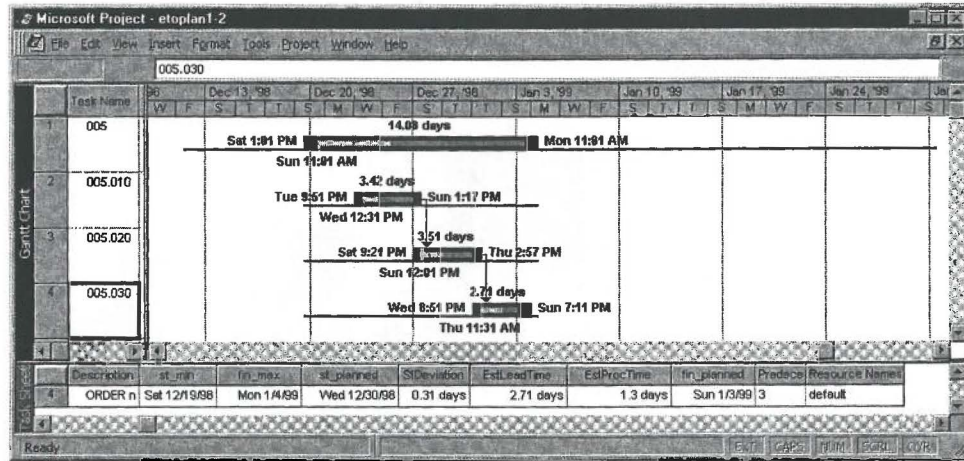 Microsoft Project - etoplan1-2
File Edit View Insert Format Tools Project Window Help
005.030
Task Name 98 Dec 13, '98 Dec 20, '98 Dec 27, '98 Jan 3, '99 Jan 10, '99 Jan 17, '99 Jan 24, '99
W F S T T S S M W F S T T S S M W F S T T S S M W F S T T S
1 005 14.08 days
Sat 1:01 PM Mon 11:01 AM
Sun 11:01 AM
2 005.010 3.42 days
Tue 9:51 PM Sun 1:17 PM
Wed 12:31 PM
3 005.020 3.51 days
Sat 9:21 PM Thu 2:57 PM
Sun 12:01 PM
4 005.030 2.71 days
Wed 8:51 PM Sun 7:11 PM
Thu 11:31 AM
Gantt Chart
Task Sheet
Description st_min fin_max st_planned StDeviation EstLeadTime EstProcTime fin_planned Predece Resource Names
4 ORDER n Sat 12/19/98 Mon 1/4/99 Wed 12/30/98 0.31 days 2.71 days 1.3 days Sun 1/3/99 3 default
Ready EXT CAPS NUM SCRL OVR